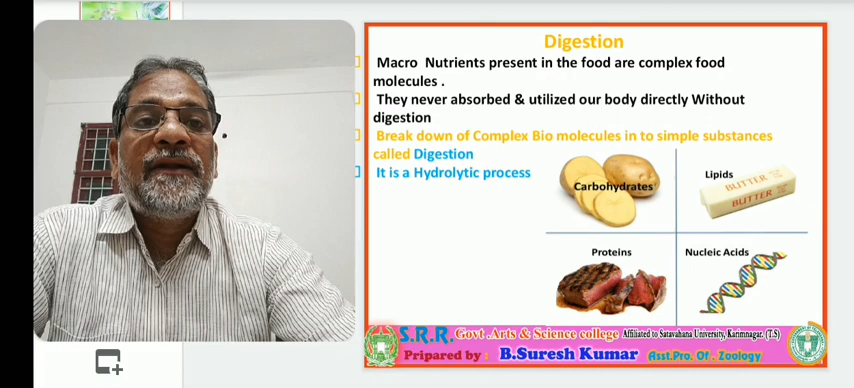 Digestion
Macro Nutrients present in the food are complex food
molecules .
They never absorbed & utilized our body directly Without
digestion
Break down of Complex Bio molecules in to simple substances
called Digestion
It is a Hydrolytic process
Carbohydrates
Lipids
BUTTER
BUTTER
Proteins
Nucleic Acids
S.R.R. Govt .Arts & Science college Affiliated to Satavahana University, Karimnagar. (T.S)
Pripared by : B.Suresh Kumar Asst.Pro. Of . Zoology